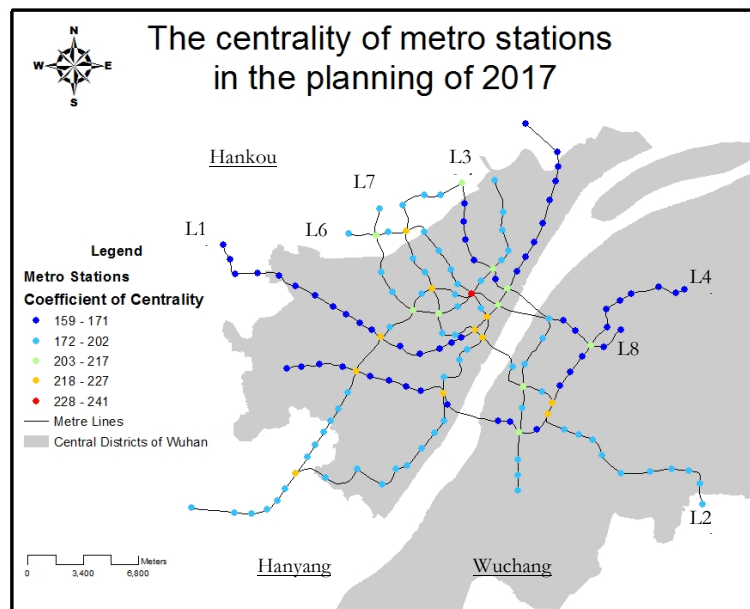 The centrality of metro stations
in the planning of 2017
N
W
E
S
Hankou
L3
L7
L6
L1
Legend
Metro Stations
Coefficient of Centrality
159 - 171
172 - 202
203 - 217
218 - 227
228 - 241
Metre Lines
Central Districts of Wuhan
L4
L8
L2
Meters
0
3,400
6,800
Hanyang
Wuchang